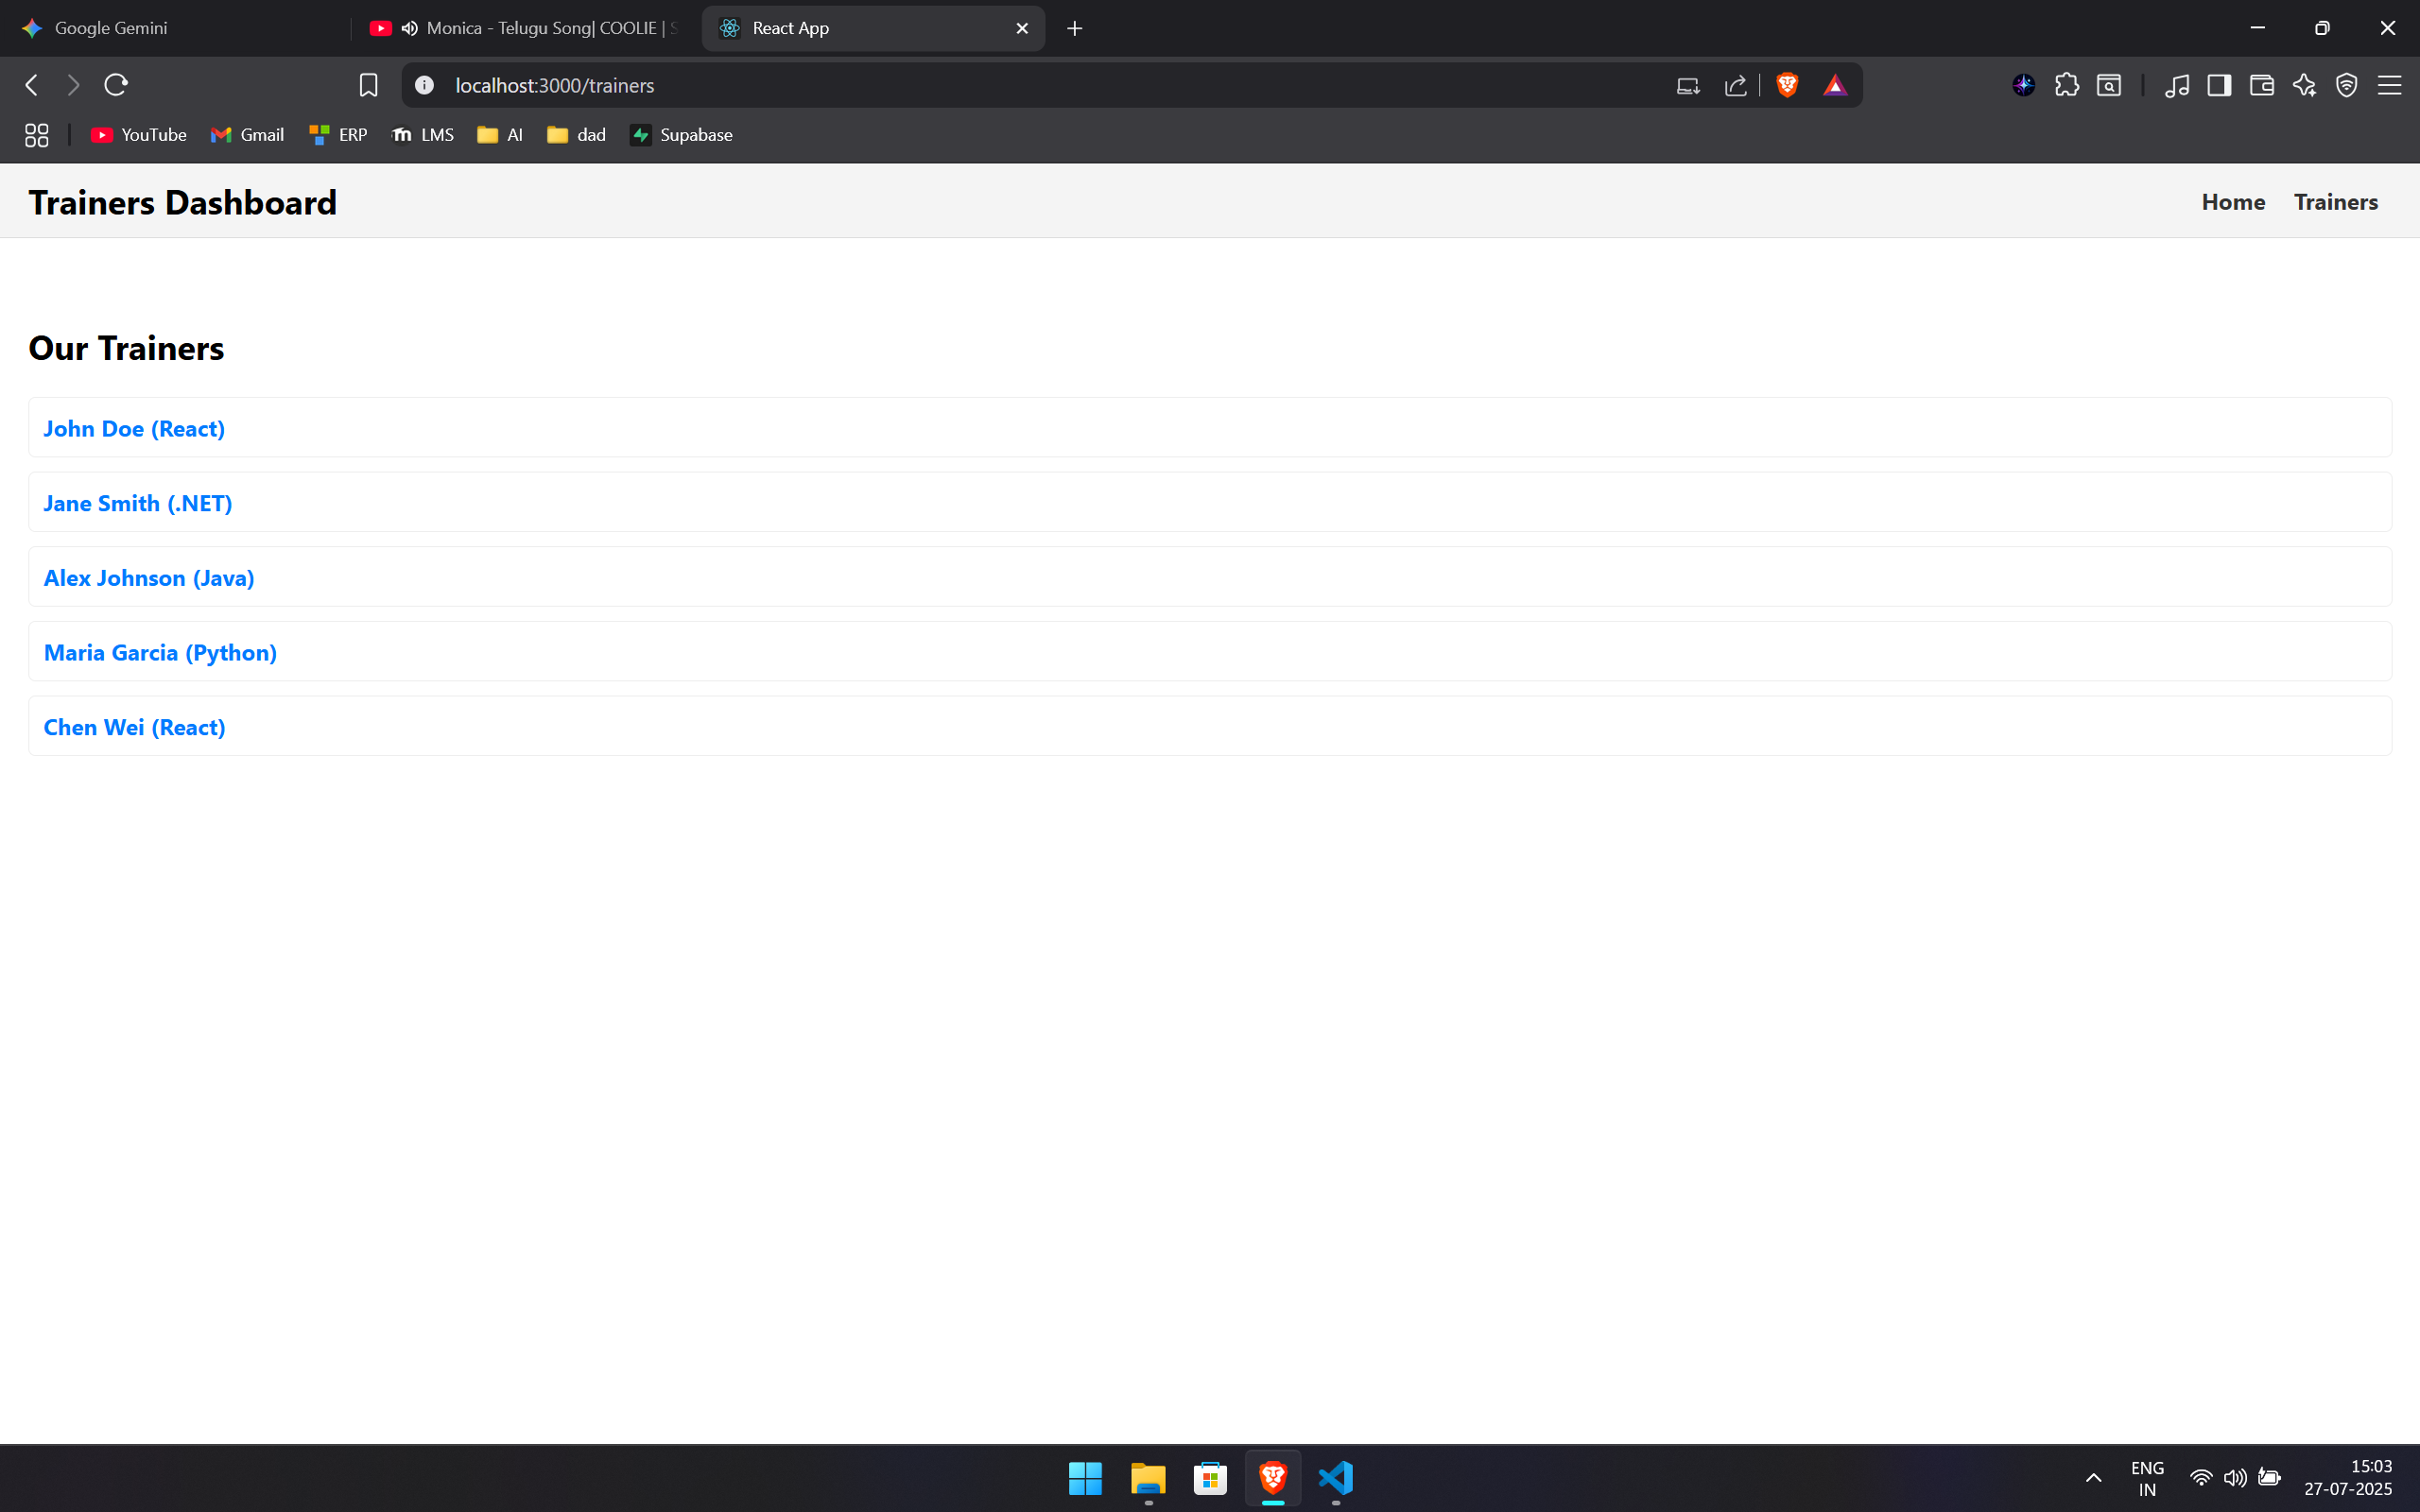 Google Gemini
Monica - Telugu Song| COOLIE | S
React App
localhost:3000/trainers
YouTube
Gmail
ERP
LMS
AI
dad
Supabase
Trainers Dashboard
Home
Trainers
Our Trainers
John Doe (React)
Jane Smith (.NET)
Alex Johnson (Java)
Maria Garcia (Python)
Chen Wei (React)
ENG
IN
15:03
27-07-2025